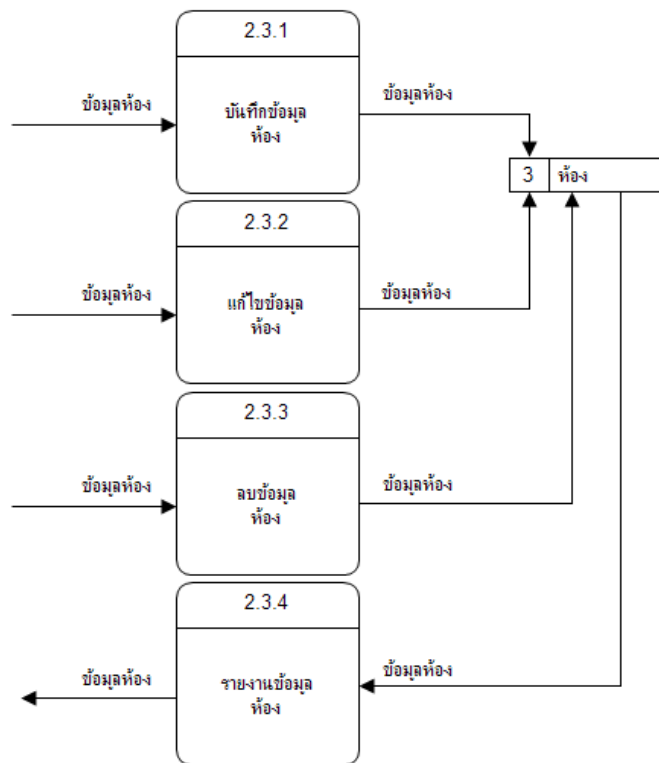 2.3.1
ข้อมูลห้อง
บันทึกข้อมูล
ห้อง
ข้อมูลห้อง
3 ห้อง
2.3.2
ข้อมูลห้อง
แก้ไขข้อมูล
ห้อง
ข้อมูลห้อง
2.3.3
ข้อมูลห้อง
ลบข้อมูล
ห้อง
ข้อมูลห้อง
2.3.4
ข้อมูลห้อง
รายงานข้อมูล
ห้อง
ข้อมูลห้อง